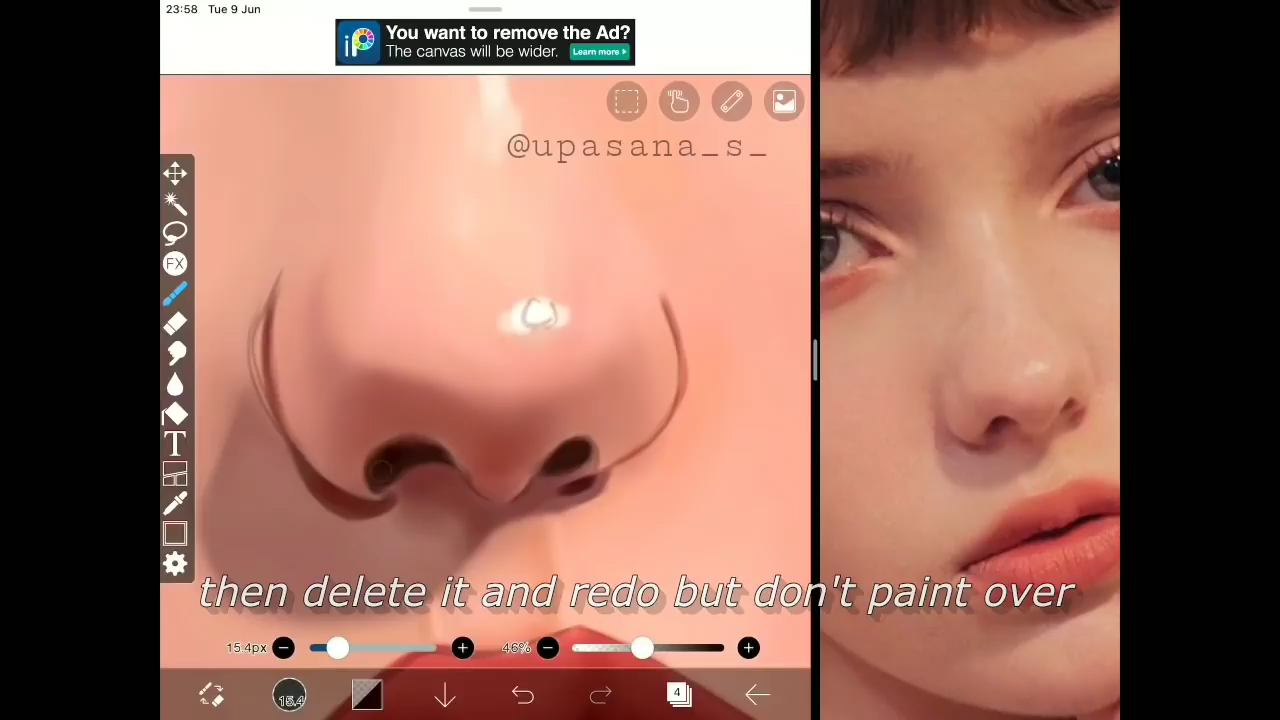 23:58 Tue 9 Jun
You want to remove the Ad?
The canvas will be wider.
Learn more
iP
@upasana_s_
FX
T
then delete it and redo but don't paint over
15.4px
46%
15.4
4